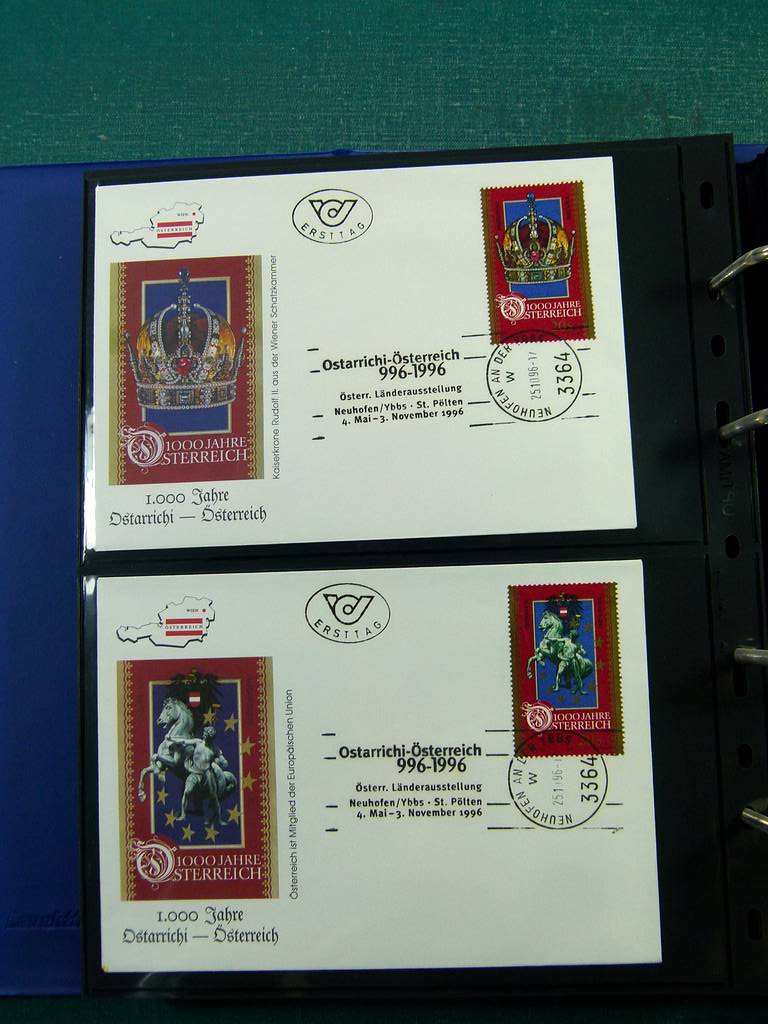 WIEN
ÖSTERREICH
ERSTTAG
1000 JAHRE
ÖSTERREICH
1000 JAHRE
ÖSTERREICH
Kaiserkrone Rudolf II. aus der Wiener Schatzkammer
Ostarrichi-Österreich
996-1996
Österr. Länderausstellung
Neuhofen/Ybbs · St. Pölten
4. Mai – 3. November 1996
NEUHOFEN AN DER
W
25.10.96-17
3364
1.000 Jahre
Ostarrichi — Österreich
WIEN
ÖSTERREICH
ERSTTAG
1000 JAHRE
ÖSTERREICH
1000 JAHRE
ÖSTERREICH
Österreich ist Mitglied der Europäischen Union
Ostarrichi-Österreich
996-1996
Österr. Länderausstellung
Neuhofen/Ybbs · St. Pölten
4. Mai – 3. November 1996
NEUHOFEN AN DER
W
3364
1.000 Jahre
Ostarrichi — Österreich